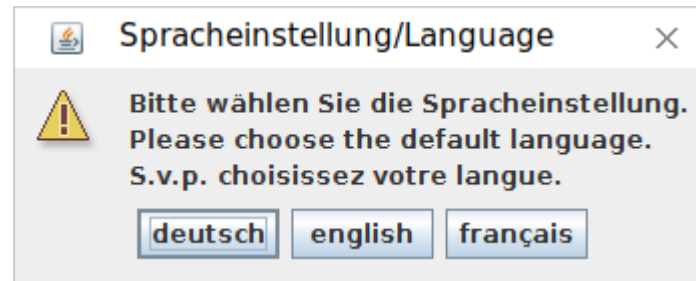 Spracheinstellung/Language
Bitte wählen Sie die Spracheinstellung.
Please choose the default language.
S.v.p. choisissez votre langue.
deutsch english français